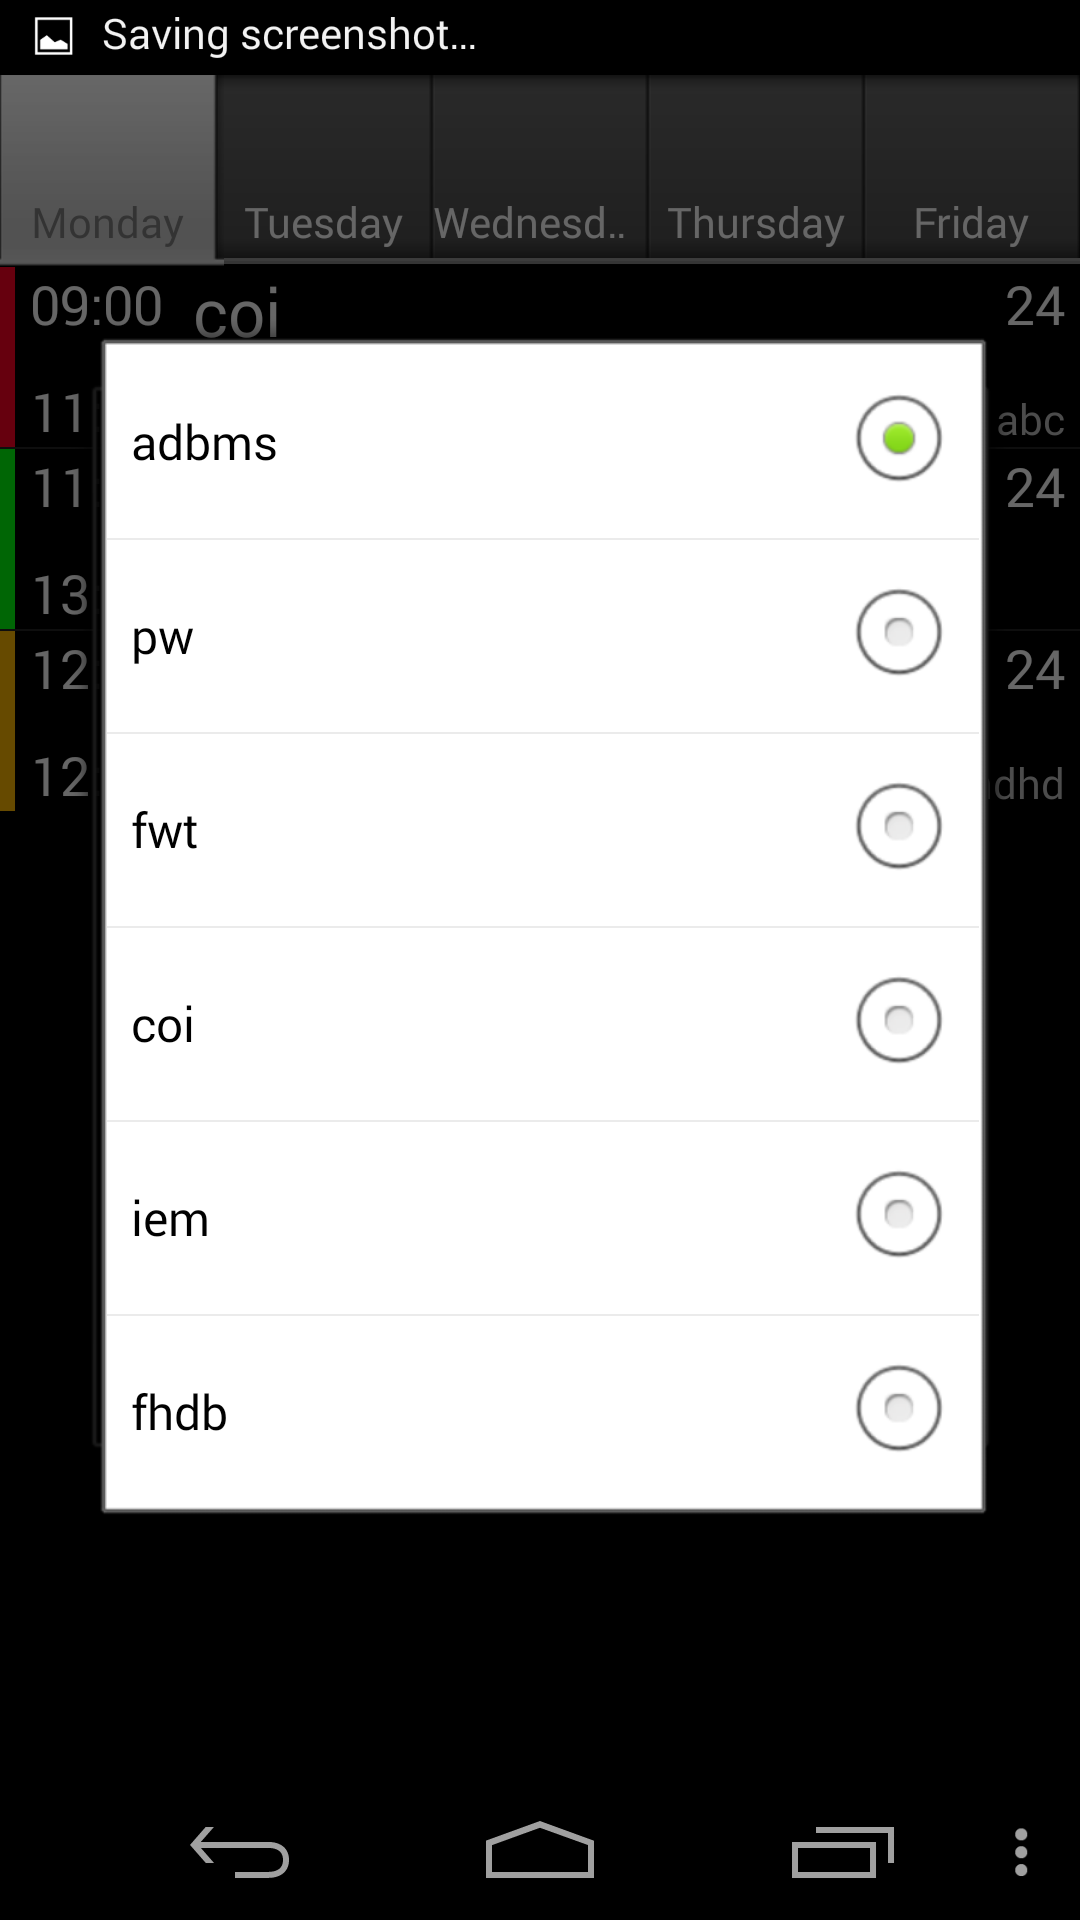 Saving screenshot...
Monday Tuesday Wednesd.. Thursday Friday
09:00 coi 24
11 abc
11 24
13
12 24
12 dhd
adbms
pw
fwt
coi
iem
fhdb